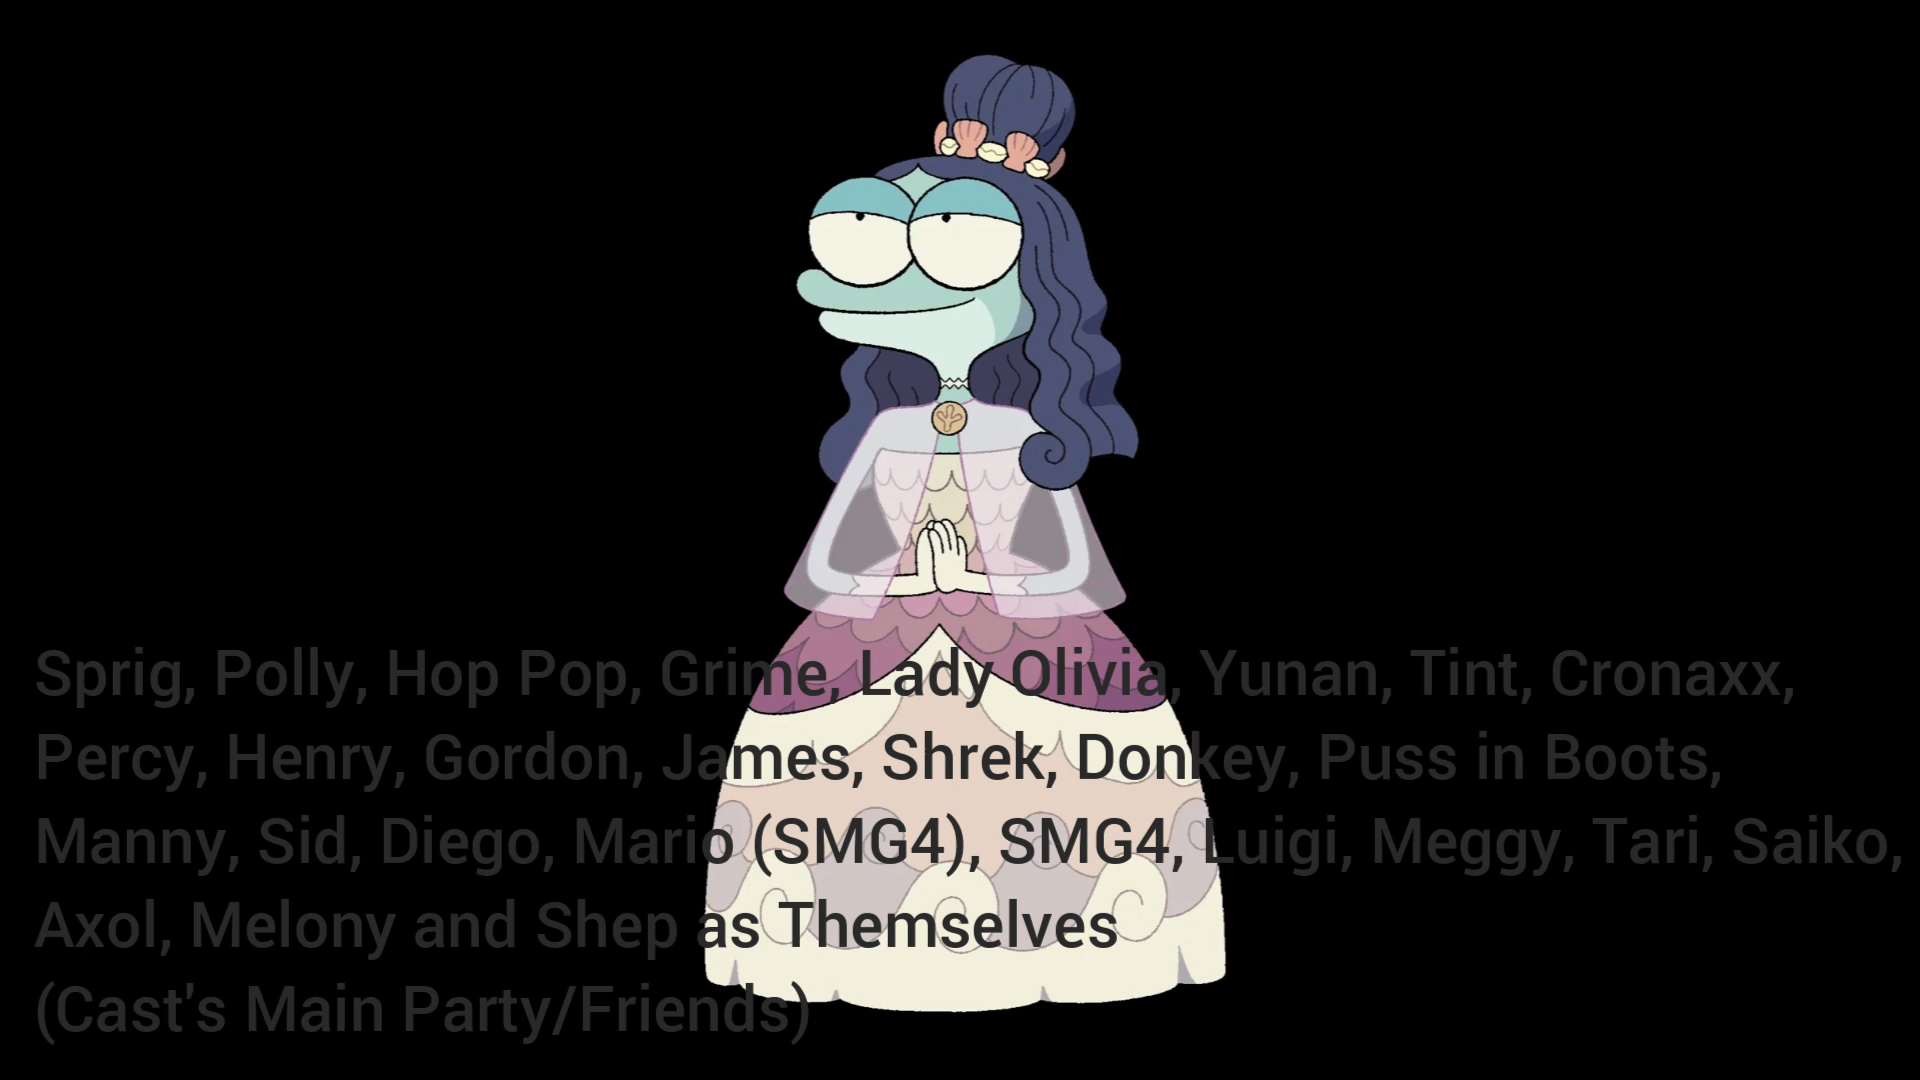 Sprig, Polly, Hop Pop, Grime, Lady Olivia, Yunan, Tint, Cronaxx,
Percy, Henry, Gordon, James, Shrek, Donkey, Puss in Boots,
Manny, Sid, Diego, Mario (SMG4), SMG4, Luigi, Meggy, Tari, Saiko,
Axol, Melony and Shep as Themselves
(Cast's Main Party/Friends)